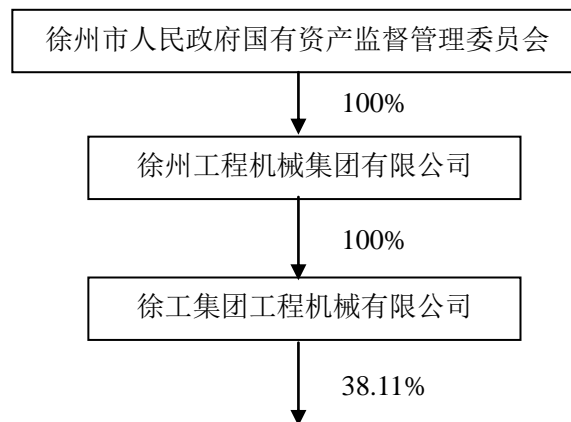 徐州市人民政府国有资产监督管理委员会
100%
徐州工程机械集团有限公司
100%
徐工集团工程机械有限公司
38.11%